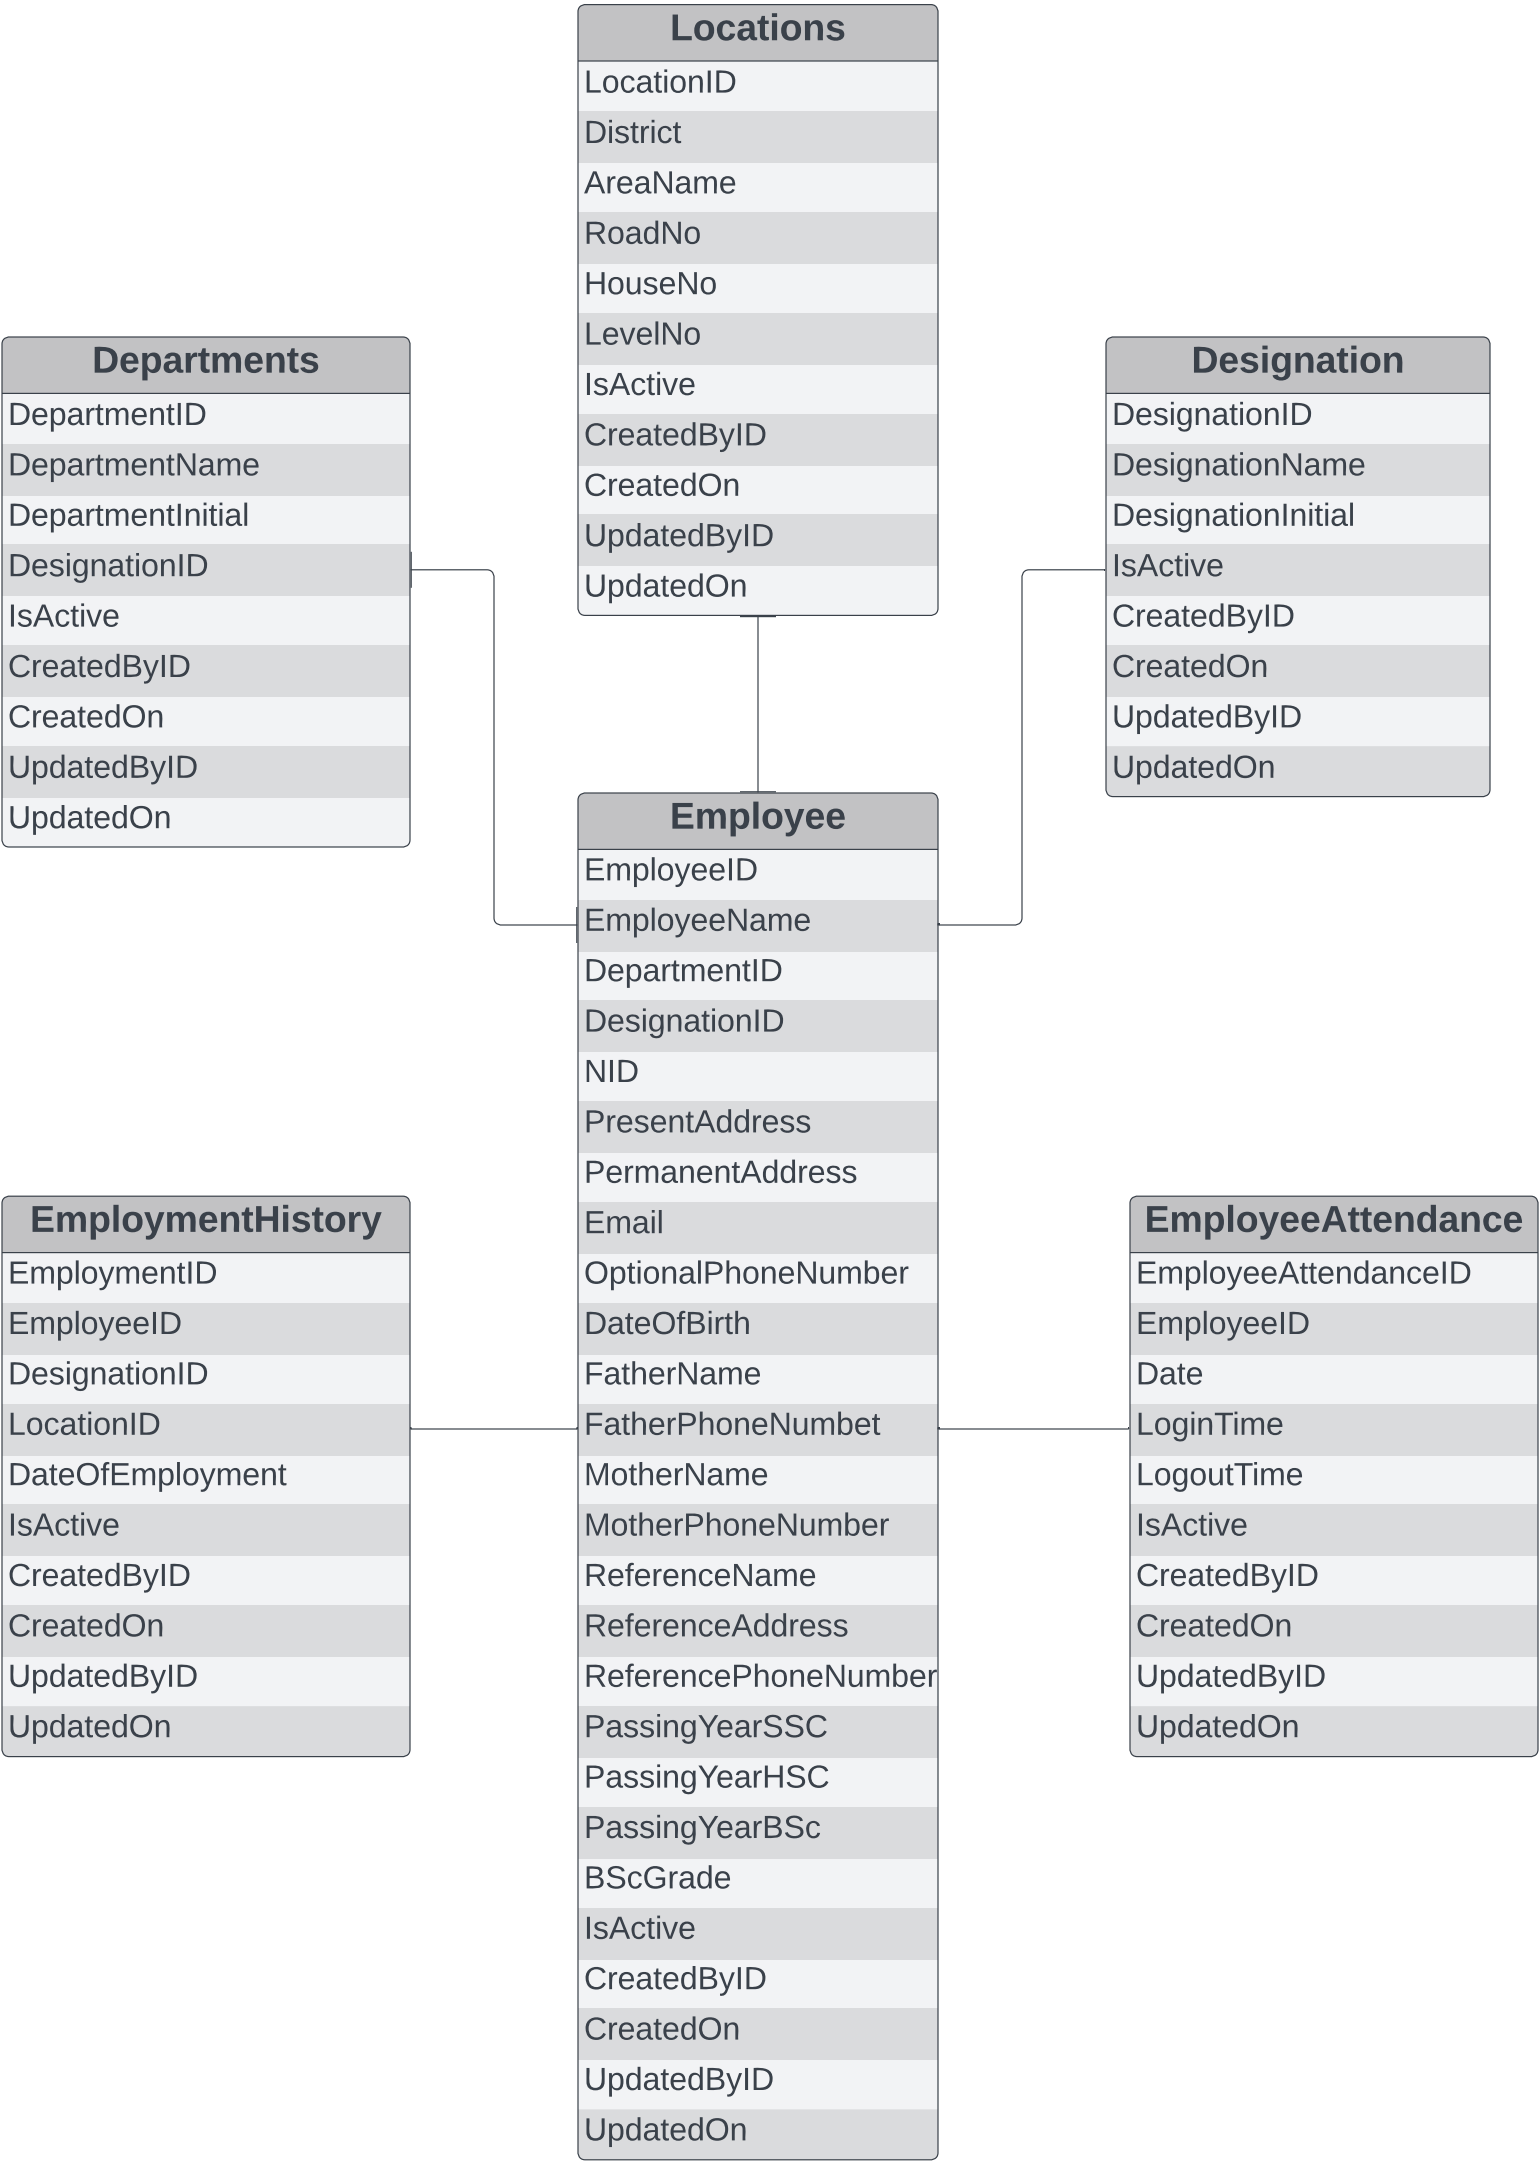 Locations
LocationID
District
AreaName
RoadNo
HouseNo
LevelNo
IsActive
CreatedByID
CreatedOn
UpdatedByID
UpdatedOn
Departments
DepartmentID
DepartmentName
DepartmentInitial
DesignationID
IsActive
CreatedByID
CreatedOn
UpdatedByID
UpdatedOn
Designation
DesignationID
DesignationName
DesignationInitial
IsActive
CreatedByID
CreatedOn
UpdatedByID
UpdatedOn
Employee
EmployeeID
EmployeeName
DepartmentID
DesignationID
NID
PresentAddress
PermanentAddress
Email
OptionalPhoneNumber
DateOfBirth
FatherName
FatherPhoneNumbet
MotherName
MotherPhoneNumber
ReferenceName
ReferenceAddress
ReferencePhoneNumber
PassingYearSSC
PassingYearHSC
PassingYearBSc
BScGrade
IsActive
CreatedByID
CreatedOn
UpdatedByID
UpdatedOn
EmploymentHistory
EmploymentID
EmployeeID
DesignationID
LocationID
DateOfEmployment
IsActive
CreatedByID
CreatedOn
UpdatedByID
UpdatedOn
EmployeeAttendance
EmployeeAttendanceID
EmployeeID
Date
LoginTime
LogoutTime
IsActive
CreatedByID
CreatedOn
UpdatedByID
UpdatedOn